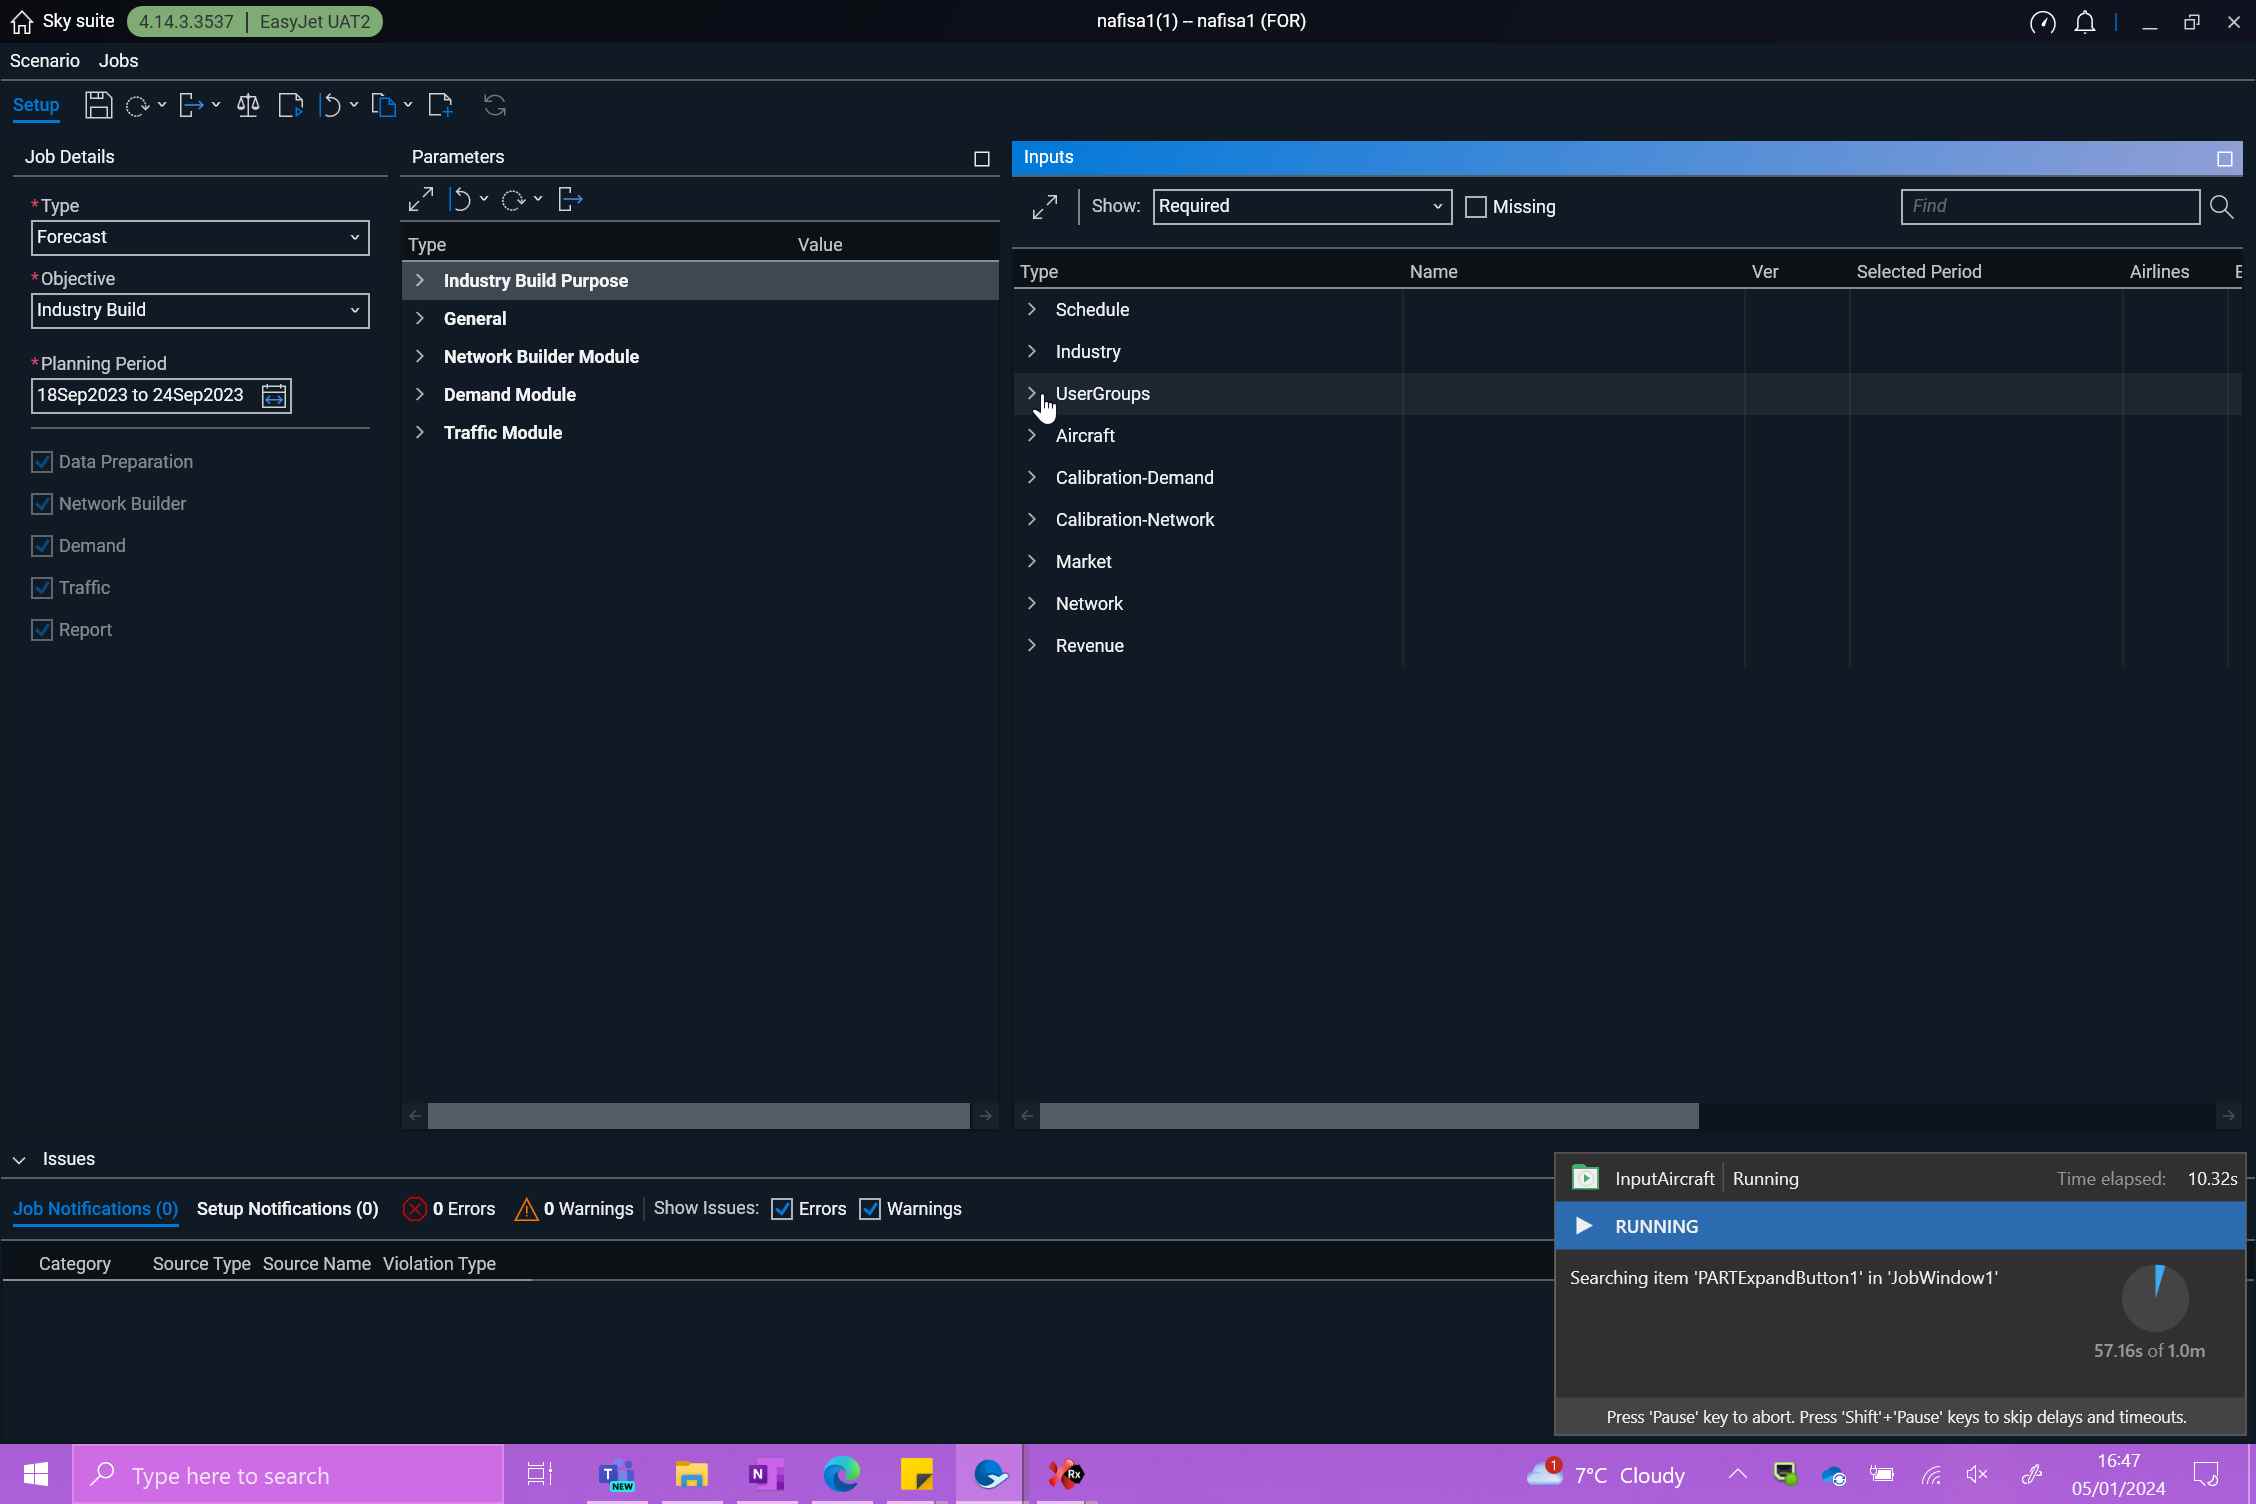 Sky suite 4.14.3.3537 | EasyJet UAT2 nafisa1(1) – nafisa1 (FOR)
Scenario Jobs
Setup
Job Details
* Type
Forecast
* Objective
Industry Build
* Planning Period
18Sep2023 to 24Sep2023
Data Preparation
Network Builder
Demand
Traffic
Report
Parameters
Type Value
Industry Build Purpose
General
Network Builder Module
Demand Module
Traffic Module
Inputs
Show: Required Missing Find
Type Name Ver Selected Period Airlines
Schedule
Industry
UserGroups
Aircraft
Calibration-Demand
Calibration-Network
Market
Network
Revenue
Issues
Job Notifications (0) Setup Notifications (0) 0 Errors 0 Warnings Show Issues: Errors Warnings
Category Source Type Source Name Violation Type
InputAircraft Running Time elapsed: 10.32s
RUNNING
Searching item 'PARTExpandButton1' in 'JobWindow1'
57.16s of 1.0m
Press 'Pause' key to abort. Press 'Shift'+'Pause' keys to skip delays and timeouts.
Type here to search
T
NEW
N
Rx
1
7°C Cloudy
16:47
05/01/2024